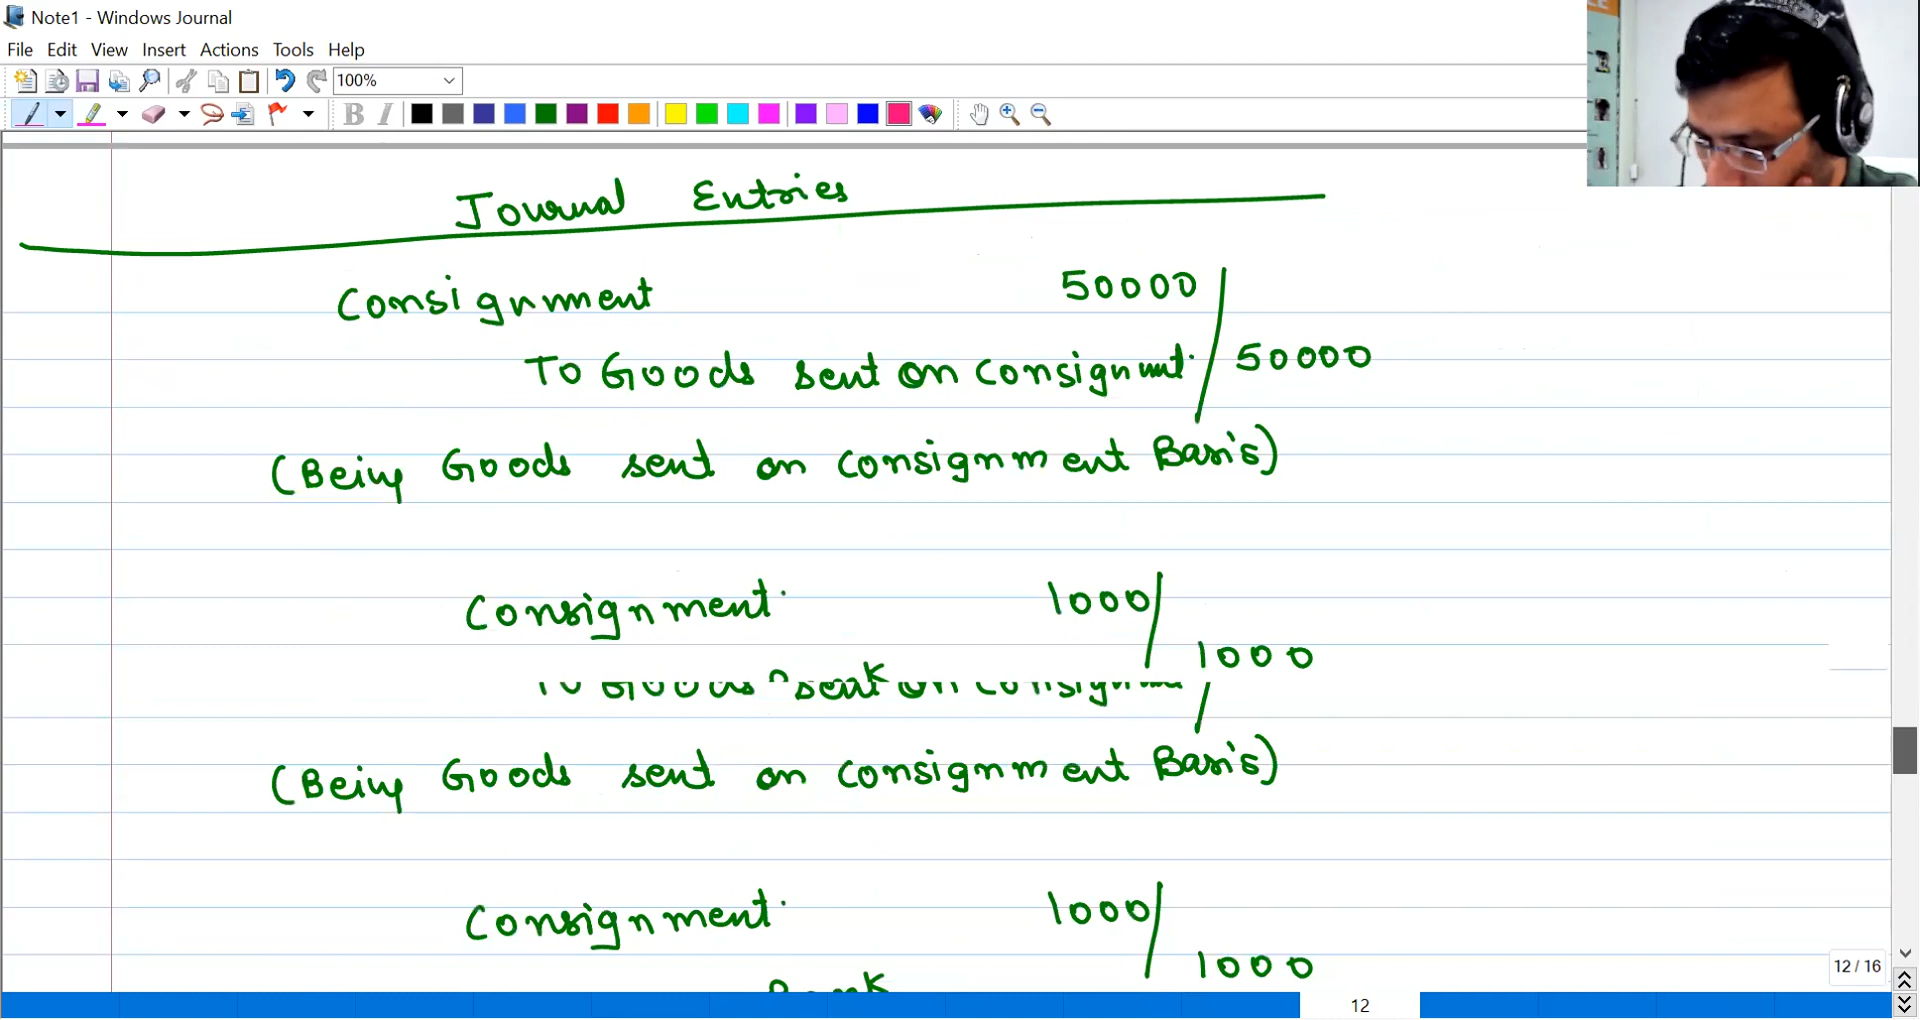 Note1 - Windows Journal
File Edit View Insert Actions Tools Help
100%
B I
Journal Entries
Consignment 50000
To Goods sent on consignment 50000
(Being Goods sent on consignment Basis)
Consignment 1000
1000
(Being Goods sent on consignment Basis)
Consignment 1000
1000
Bank
12 / 16
12